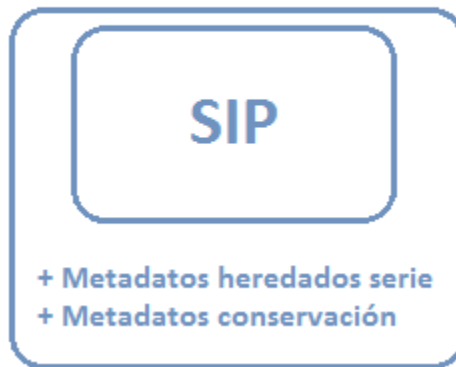 SIP
+ Metadatos heredados serie
+ Metadatos conservación